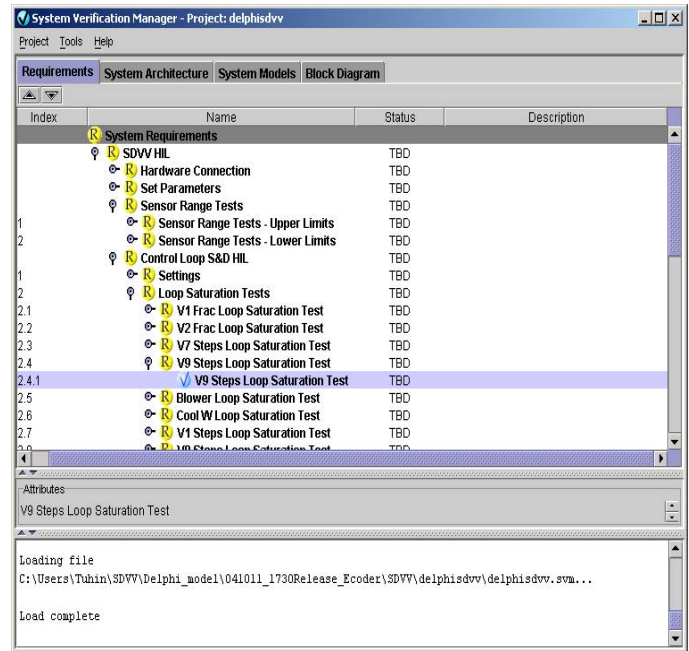 System Verification Manager - Project: delphisdvv
Project Tools Help
Requirements System Architecture System Models Block Diagram
Index Name Status Description
R System Requirements
R SDVV HIL TBD
R Hardware Connection TBD
R Set Parameters TBD
R Sensor Range Tests TBD
1 R Sensor Range Tests - Upper Limits TBD
2 R Sensor Range Tests - Lower Limits TBD
R Control Loop S&D HIL TBD
1 R Settings TBD
2 R Loop Saturation Tests TBD
2.1 R V1 Frac Loop Saturation Test TBD
2.2 R V2 Frac Loop Saturation Test TBD
2.3 R V7 Steps Loop Saturation Test TBD
2.4 R V9 Steps Loop Saturation Test TBD
2.4.1 V9 Steps Loop Saturation Test TBD
2.5 R Blower Loop Saturation Test TBD
2.6 R Cool W Loop Saturation Test TBD
2.7 R V1 Steps Loop Saturation Test TBD
R Steps Loop Saturation Test TBD
Attributes
V9 Steps Loop Saturation Test
Loading file
C:\Users\Tuhin\SDVV\Delphi_model\041011_1730Release_Ecoder\SDVV\delphisdvv\delphisdvv.svm...
Load complete